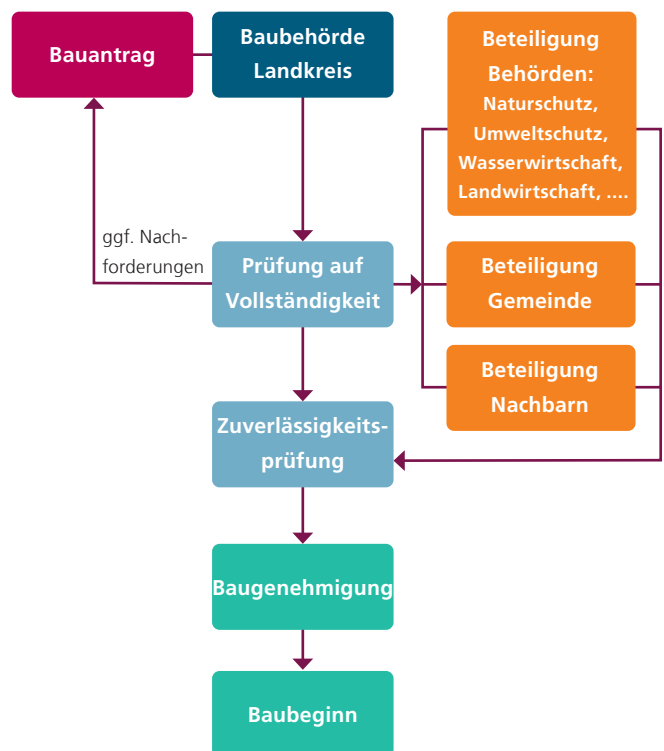 Bauantrag
Baubehörde
Landkreis
Beteiligung
Behörden:
Naturschutz,
Umweltschutz,
Wasserwirtschaft,
Landwirtschaft, ....
ggf. Nach-
forderungen
Prüfung auf
Vollständigkeit
Beteiligung
Gemeinde
Beteiligung
Nachbarn
Zuverlässigkeits-
prüfung
Baugenehmigung
Baubeginn